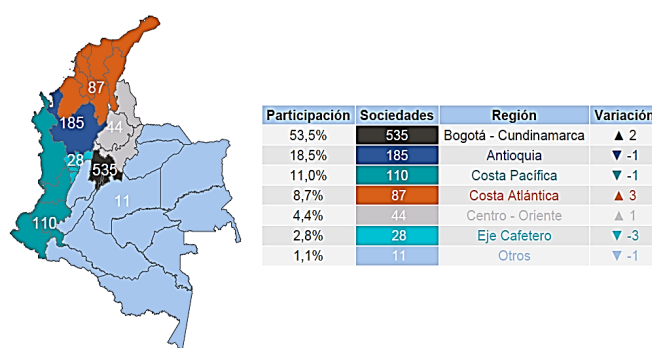 87
185
44
28
535
11
110
Participación Sociedades Región Variación
53,5% 535 Bogotá - Cundinamarca ▲ 2
18,5% 185 Antioquia ▼ -1
11,0% 110 Costa Pacífica ▼ -1
8,7% 87 Costa Atlántica ▲ 3
4,4% 44 Centro - Oriente ▲ 1
2,8% 28 Eje Cafetero ▼ -3
1,1% 11 Otros ▼ -1